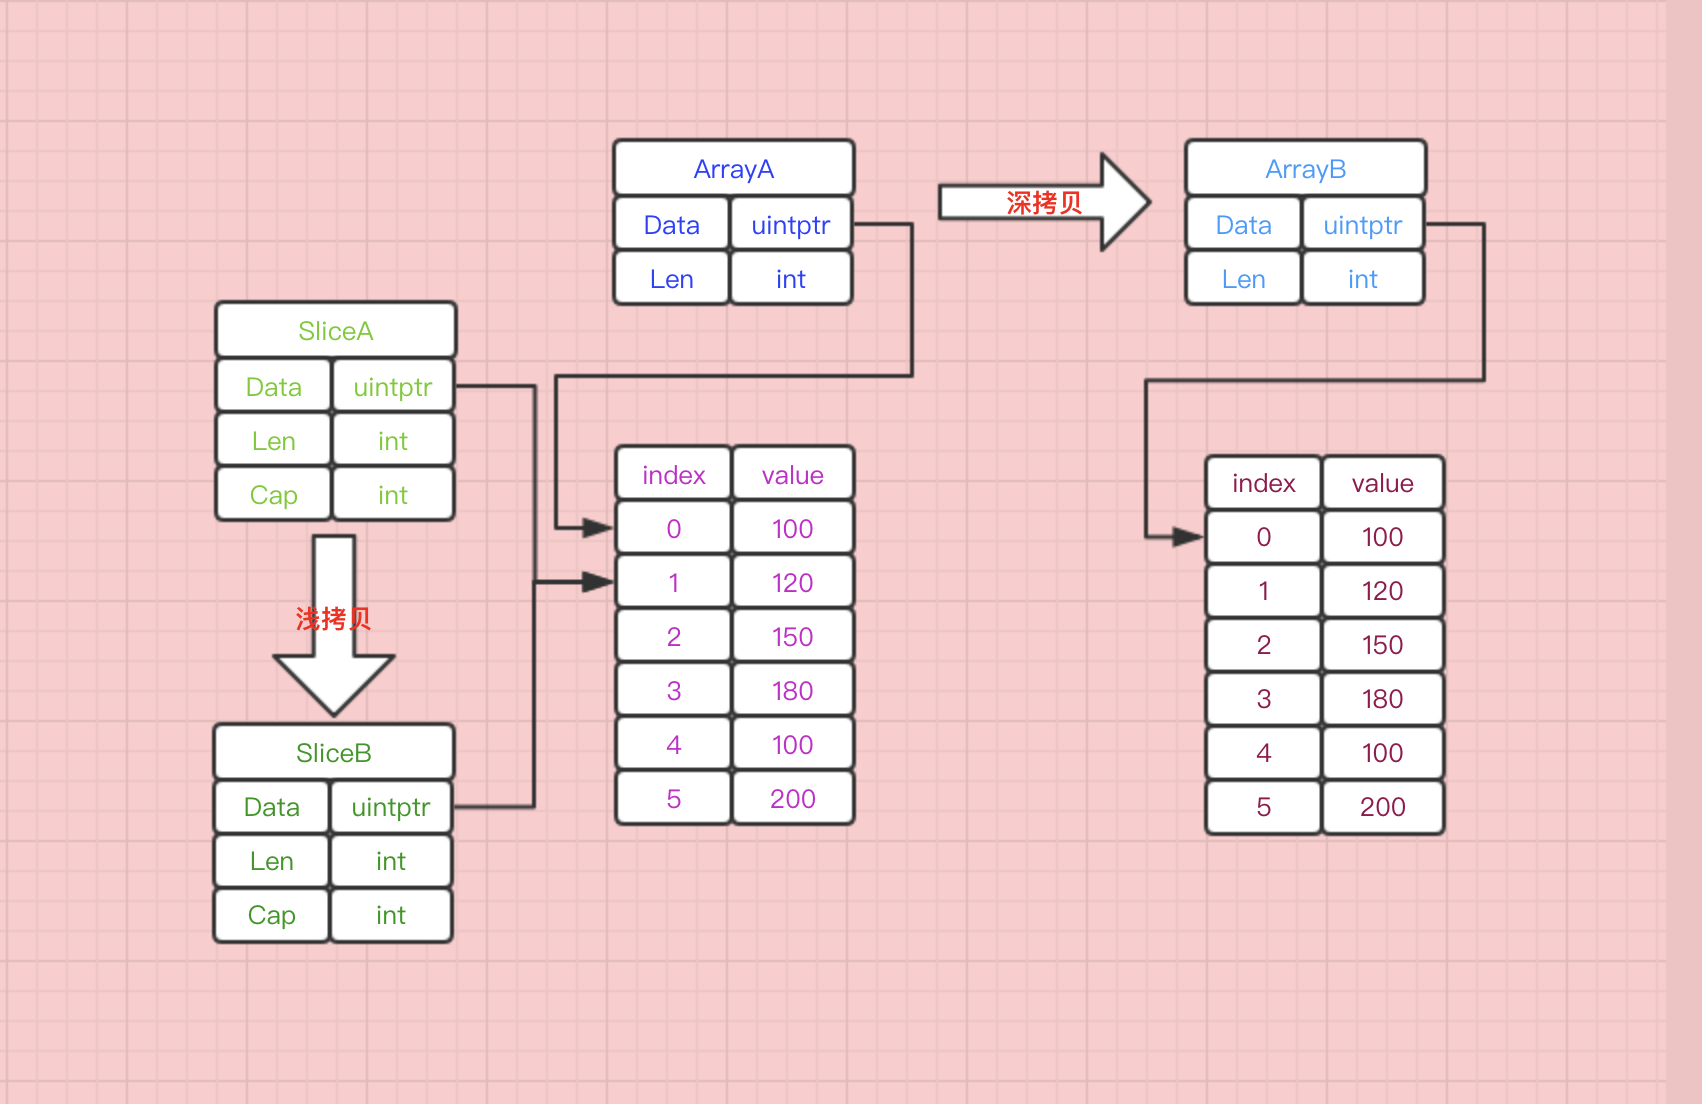 ArrayA
Data uintptr
Len int
深拷贝
ArrayB
Data uintptr
Len int
SliceA
Data uintptr
Len int
Cap int
浅拷贝
SliceB
Data uintptr
Len int
Cap int
index value
0 100
1 120
2 150
3 180
4 100
5 200
index value
0 100
1 120
2 150
3 180
4 100
5 200